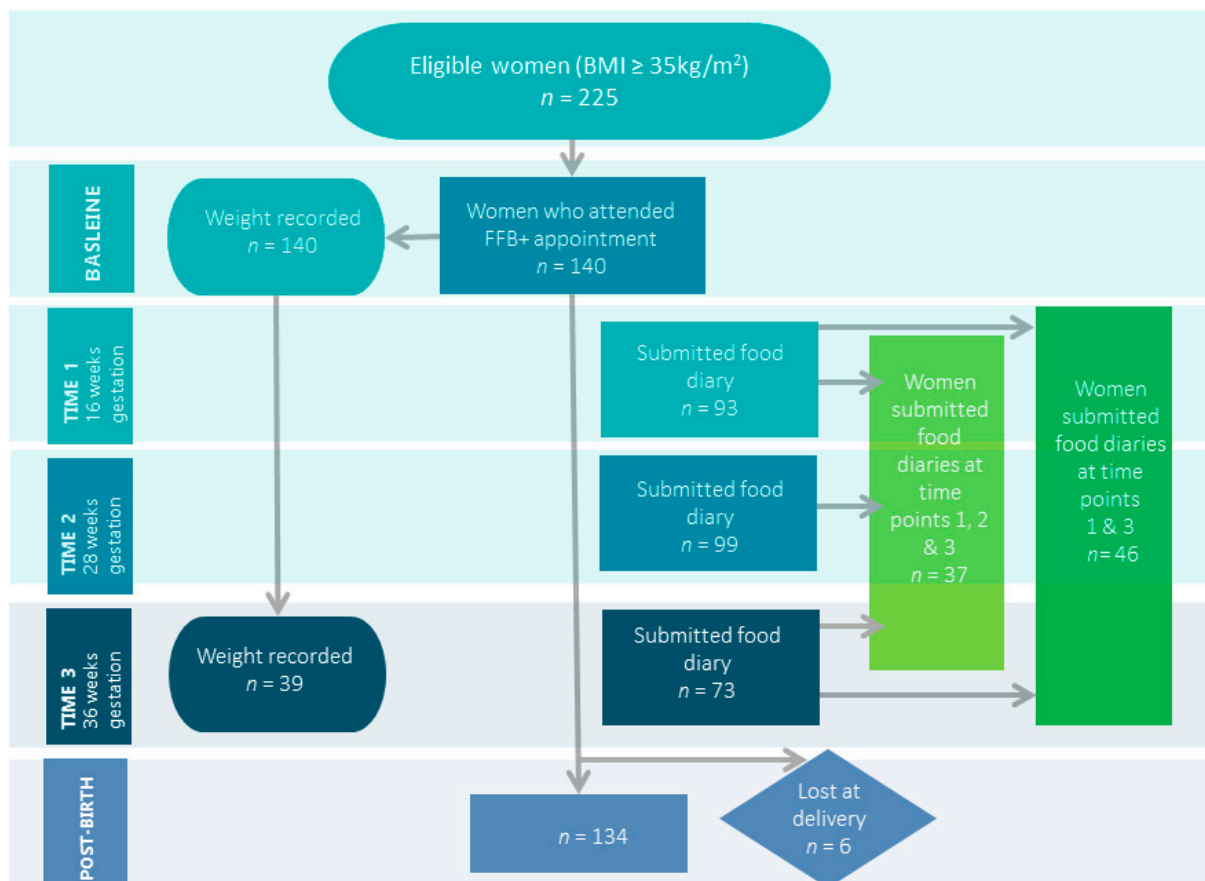 Eligible women (BMI ≥ 35kg/m²)
n = 225
BASLEINE
Weight recorded
n = 140
Women who attended
FFB+ appointment
n = 140
TIME 1
16 weeks
gestation
Submitted food
diary
n = 93
Women
submitted
food
diaries at
time
points 1, 2
& 3
n = 37
Women
submitted
food diaries
at time
points
1 & 3
n= 46
TIME 2
28 weeks
gestation
Submitted food
diary
n = 99
TIME 3
36 weeks
gestation
Weight recorded
n = 39
Submitted food
diary
n = 73
POST-BIRTH
n = 134
Lost at
delivery
n = 6